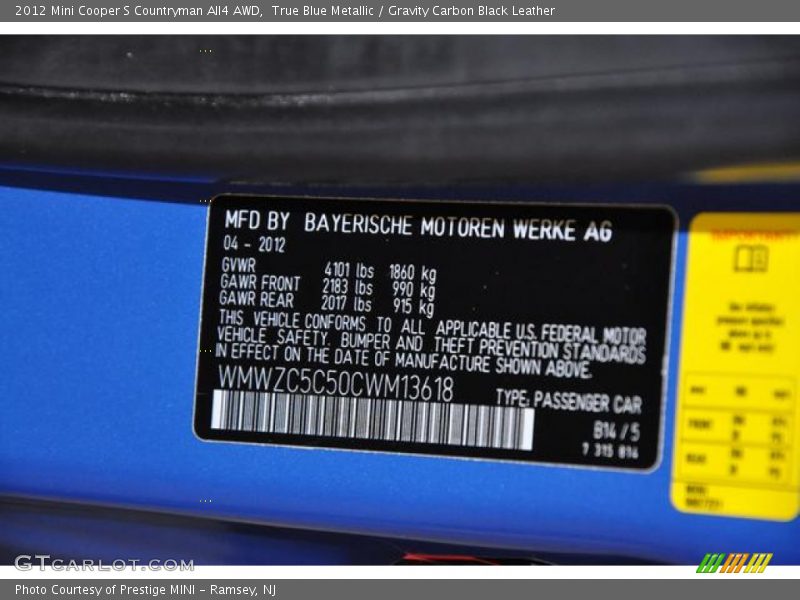 2012 Mini Cooper S Countryman All4 AWD,  True Blue Metallic / Gravity Carbon Black Leather
MFD BY BAYERISCHE MOTOREN WERKE AG
04 - 2012
GVWR 4101 lbs 1860 kg
GAWR FRONT 2183 lbs 990 kg
GAWR REAR 2017 lbs 915 kg
THIS VEHICLE CONFORMS TO ALL APPLICABLE U.S. FEDERAL MOTOR
VEHICLE SAFETY, BUMPER AND THEFT PREVENTION STANDARDS
IN EFFECT ON THE DATE OF MANUFACTURE SHOWN ABOVE.
WMWZC5C50CWM13618
TYPE: PASSENGER CAR
B14 / 5
7 313 814
IMPORTANT
GTCARLOT.COM
Photo Courtesy of Prestige MINI - Ramsey, NJ